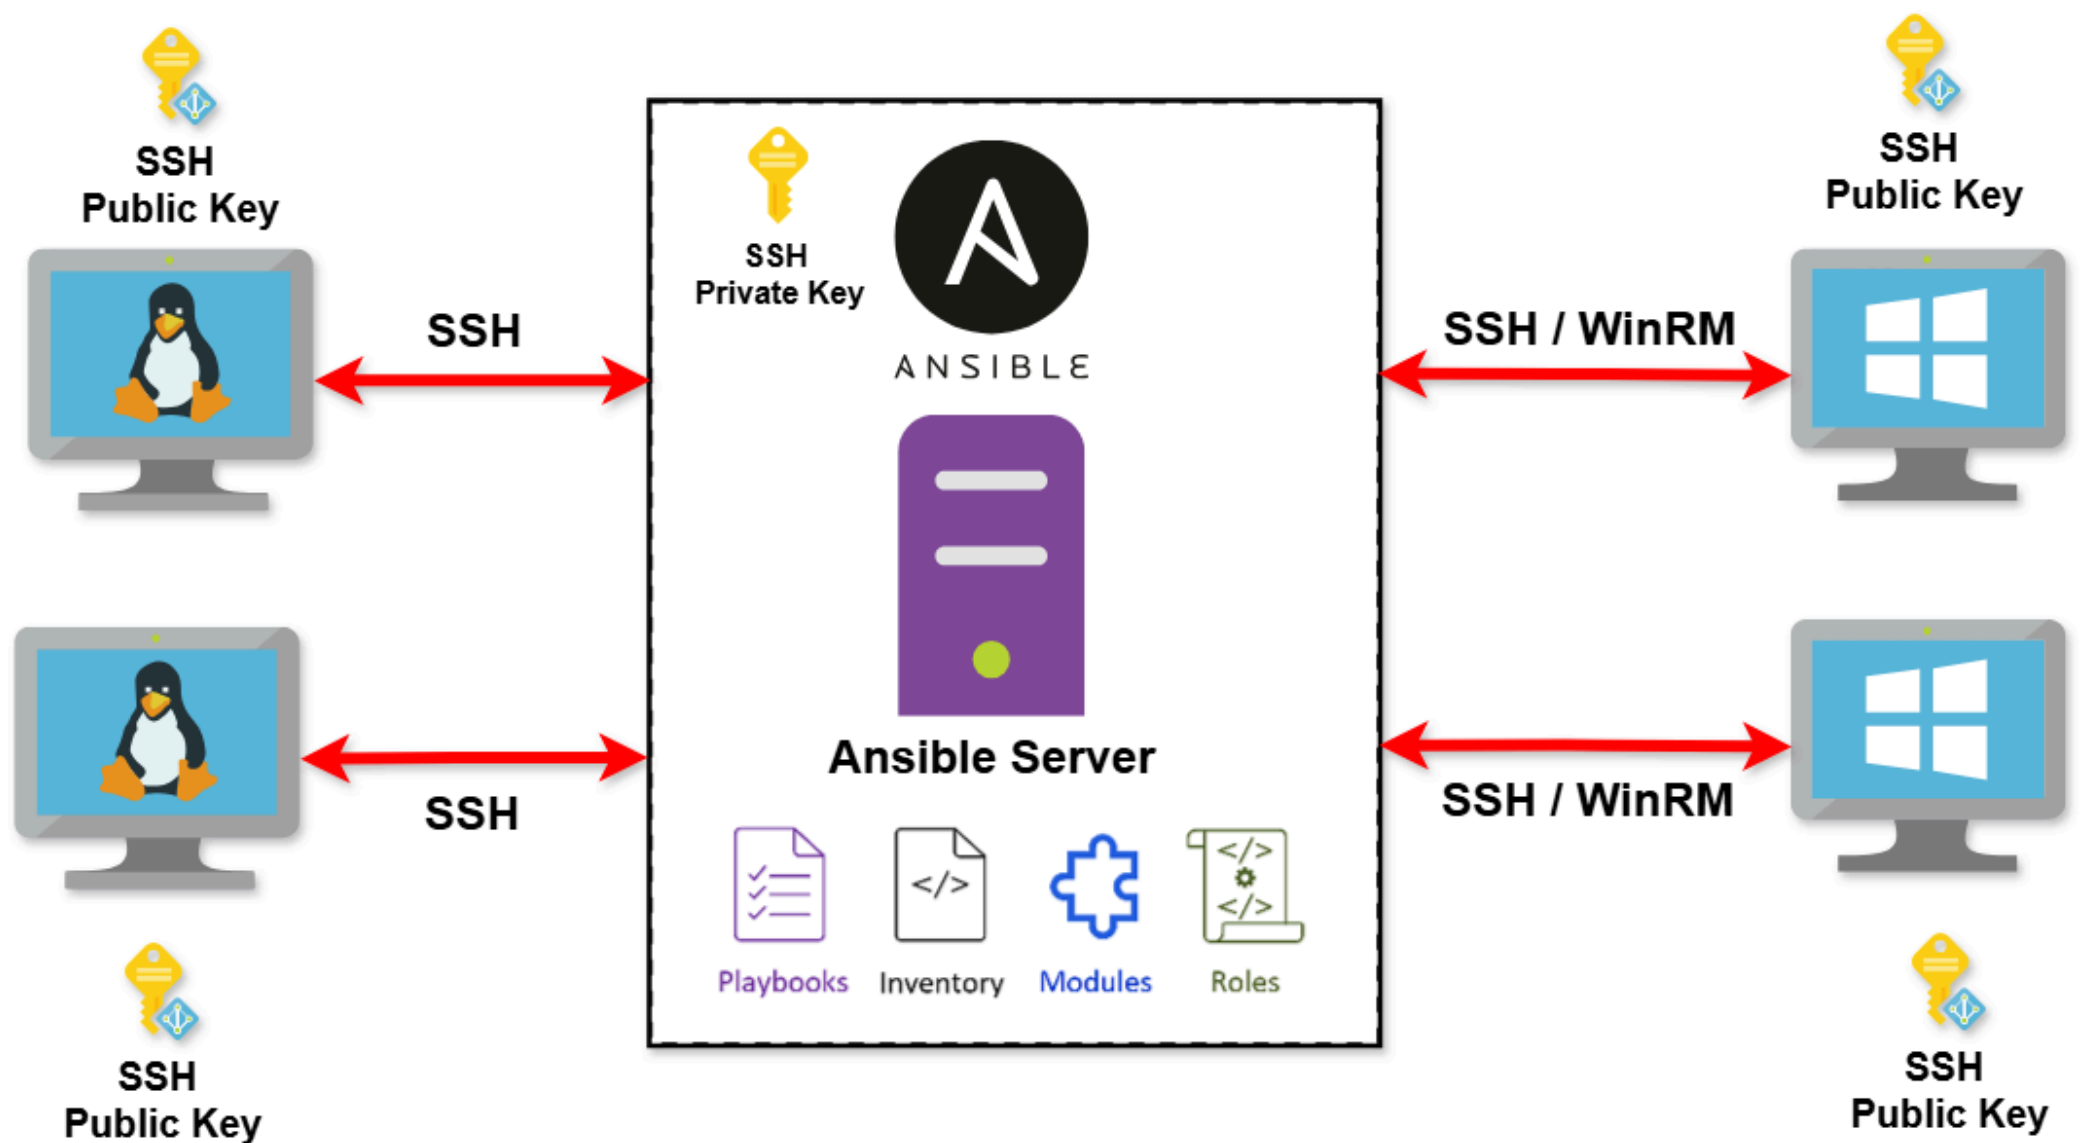 SSH
Public Key
SSH
Public Key
SSH
Private Key
ANSIBLE
SSH
SSH / WinRM
Ansible Server
SSH
SSH / WinRM
</>
</>
</>
Playbooks
Inventory
Modules
Roles
SSH
Public Key
SSH
Public Key